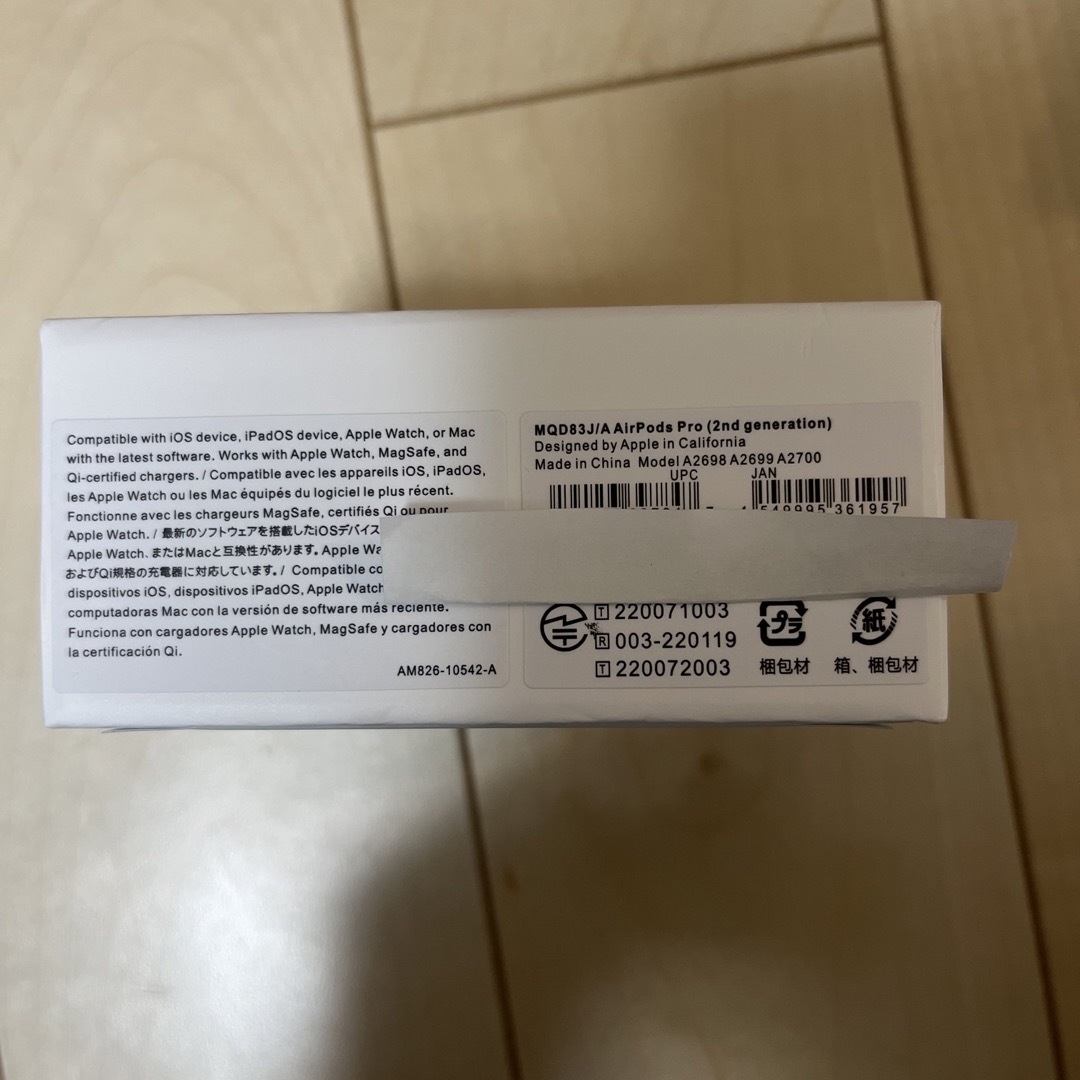 Compatible with iOS device, iPadOS device, Apple Watch, or Mac
with the latest software. Works with Apple Watch, MagSafe, and
Qi-certified chargers. / Compatible avec les appareils iOS, iPadOS,
les Apple Watch ou les Mac équipés du logiciel le plus récent.
Fonctionne avec les chargeurs MagSafe, certifiés Qi ou pour
Apple Watch. / 最新のソフトウェアを搭載したiOSデバイス
Apple Watch、またはMacと互換性があります。Apple
およびQi規格の充電器に対応しています。/ Compatible
dispositivos iOS, dispositivos iPadOS, Apple Watch
computadoras Mac con la versión de software más reciente.
Funciona con cargadores Apple Watch, MagSafe y cargadores con
la certificación Qi.
AM826-10542-A
MQD83J/A AirPods Pro (2nd generation)
Designed by Apple in California
Made in China Model A2698 A2699 A2700
UPC JAN
4 549995 361957
T 220071003
R 003-220119
T 220072003
プラ
梱包材
紙
箱、梱包材